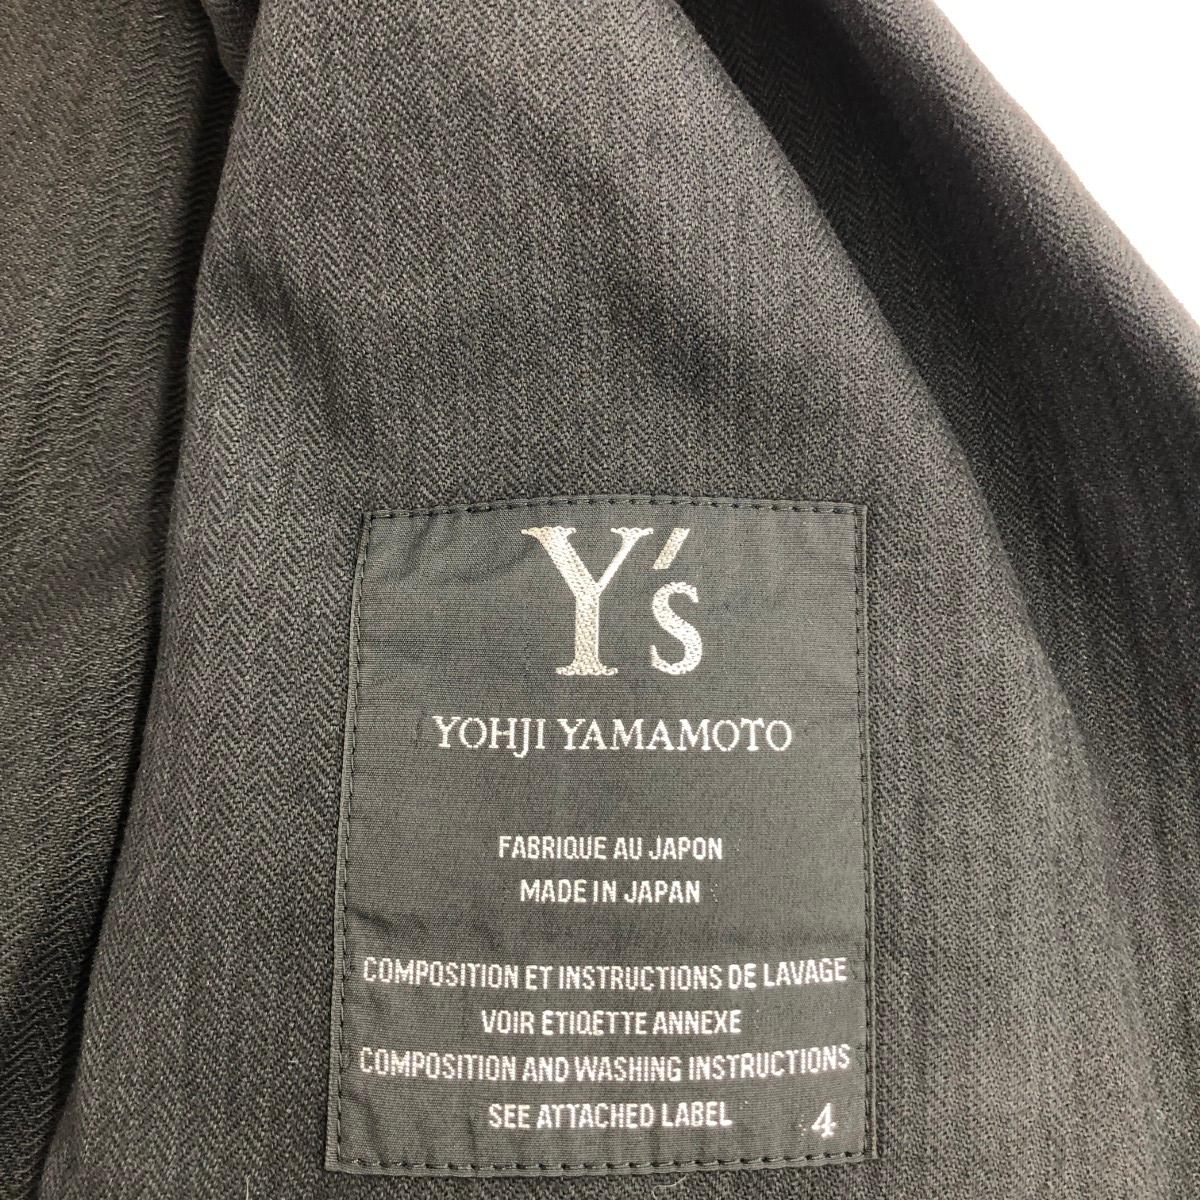 Y's
YOHJI YAMAMOTO
FABRIQUE AU JAPON
MADE IN JAPAN
COMPOSITION ET INSTRUCTIONS DE LAVAGE
VOIR ETIQETTE ANNEXE
COMPOSITION AND WASHING INSTRUCTIONS
SEE ATTACHED LABEL 4